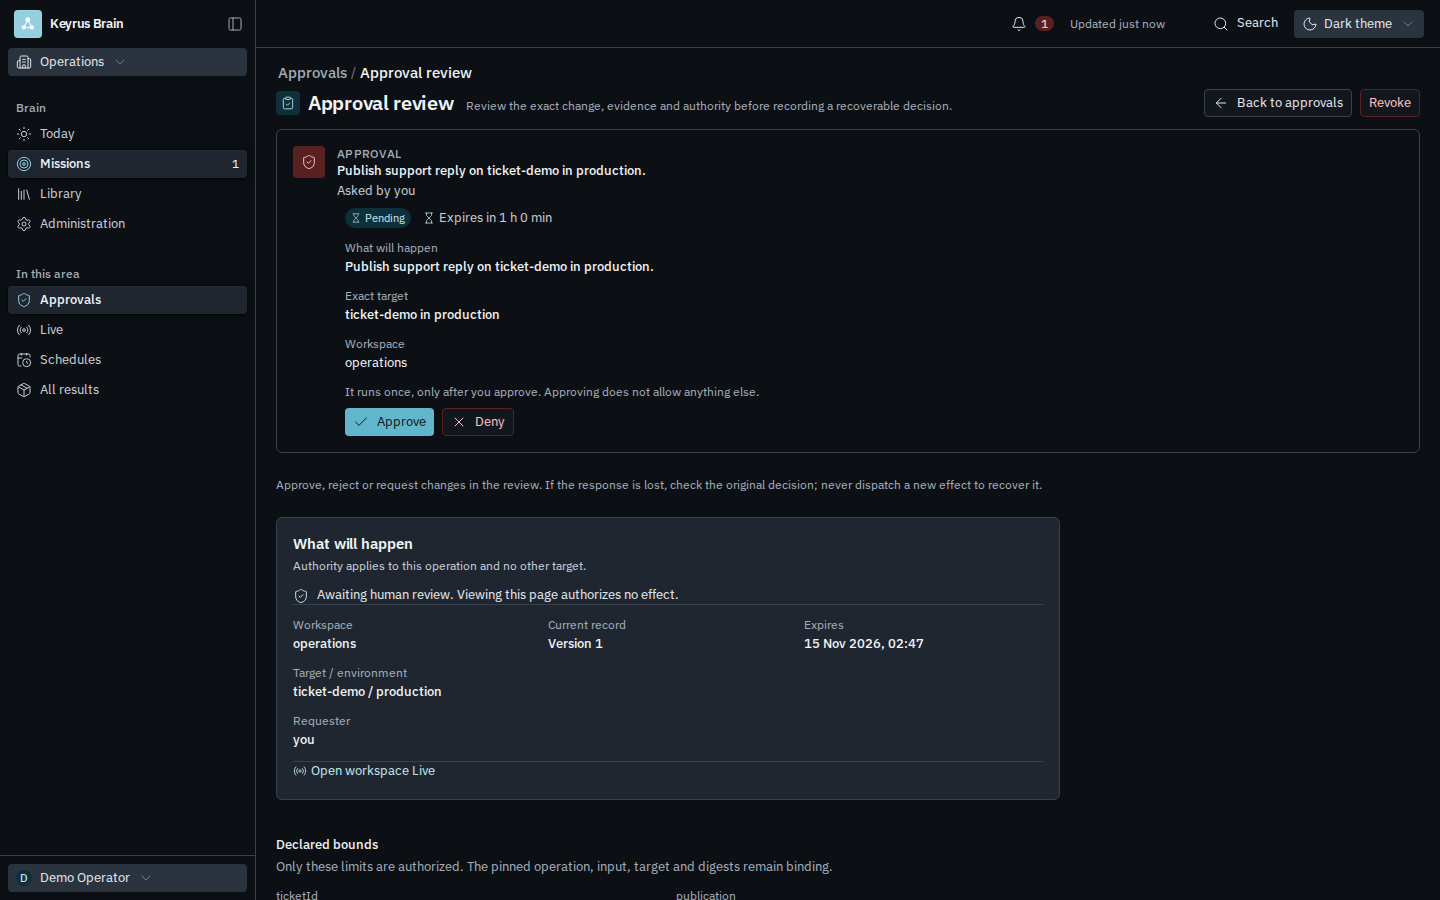 Keyrus Brain
1
Updated just now
Search
Dark theme
Operations
Brain
Today
Missions
1
Library
Administration
In this area
Approvals
Live
Schedules
All results
Demo Operator
D
Approvals / Approval review
Approval review
Review the exact change, evidence and authority before recording a recoverable decision.
Back to approvals
Revoke
APPROVAL
Publish support reply on ticket-demo in production.
Asked by you
Pending
Expires in 1 h 0 min
What will happen
Publish support reply on ticket-demo in production.
Exact target
ticket-demo in production
Workspace
operations
It runs once, only after you approve. Approving does not allow anything else.
Approve
Deny
Approve, reject or request changes in the review. If the response is lost, check the original decision; never dispatch a new effect to recover it.
What will happen
Authority applies to this operation and no other target.
Awaiting human review. Viewing this page authorizes no effect.
Workspace
operations
Current record
Version 1
Expires
15 Nov 2026, 02:47
Target / environment
ticket-demo / production
Requester
you
Open workspace Live
Declared bounds
Only these limits are authorized. The pinned operation, input, target and digests remain binding.
ticketId
publication